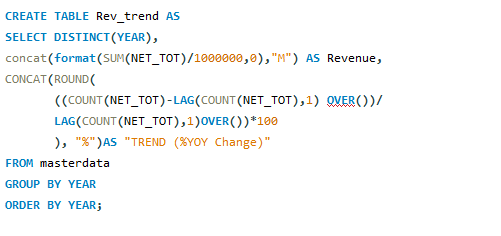 CREATE TABLE Rev_trend AS
SELECT DISTINCT(YEAR),
concat(format(SUM(NET_TOT)/1000000,0),"M") AS Revenue,
CONCAT(ROUND(
((COUNT(NET_TOT)-LAG(COUNT(NET_TOT),1) OVER())/
LAG(COUNT(NET_TOT),1)OVER())*100
), "%")AS "TREND (%YOY Change)"
FROM masterdata
GROUP BY YEAR
ORDER BY YEAR;